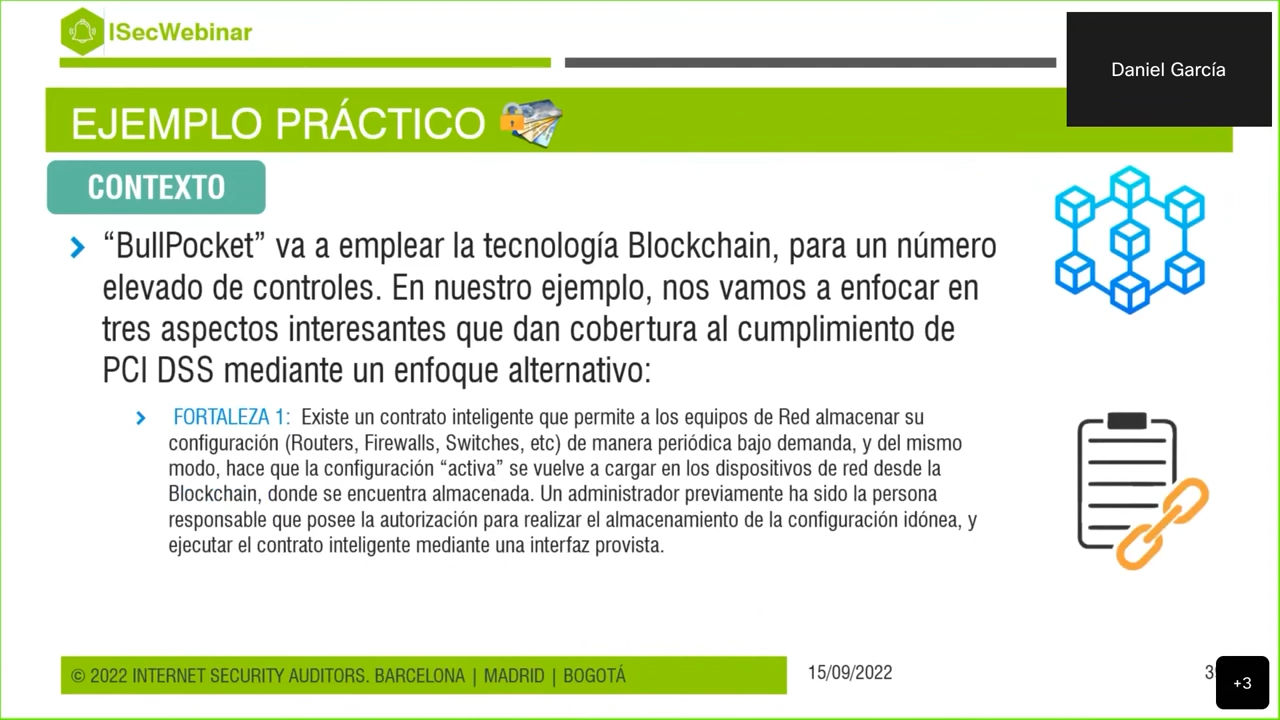 ISecWebinar
Daniel García
EJEMPLO PRÁCTICO
CONTEXTO
“BullPocket” va a emplear la tecnología Blockchain, para un número
elevado de controles. En nuestro ejemplo, nos vamos a enfocar en
tres aspectos interesantes que dan cobertura al cumplimiento de
PCI DSS mediante un enfoque alternativo:
FORTALEZA 1: Existe un contrato inteligente que permite a los equipos de Red almacenar su
configuración (Routers, Firewalls, Switches, etc) de manera periódica bajo demanda, y del mismo
modo, hace que la configuración “activa” se vuelve a cargar en los dispositivos de red desde la
Blockchain, donde se encuentra almacenada. Un administrador previamente ha sido la persona
responsable que posee la autorización para realizar el almacenamiento de la configuración idónea, y
ejecutar el contrato inteligente mediante una interfaz provista.
© 2022 INTERNET SECURITY AUDITORS. BARCELONA | MADRID | BOGOTÁ
15/09/2022
+3